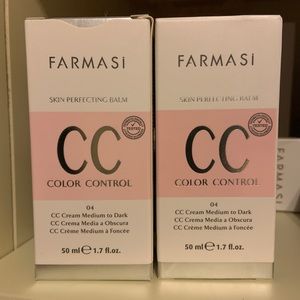 FARMASİ
SKIN PERFECTING BALM
CC
COLOR CONTROL
04
CC Cream Medium to Dark
CC Crema Media a Obscura
CC Crème Medium à Foncée
50 ml ℮ 1.7 fl.oz.
FARMASİ
SKIN PERFECTING BALM
CC
COLOR CONTROL
04
CC Cream Medium to Dark
CC Crema Media a Obscura
CC Crème Medium à Foncée
50 ml ℮ 1.7 fl.oz.